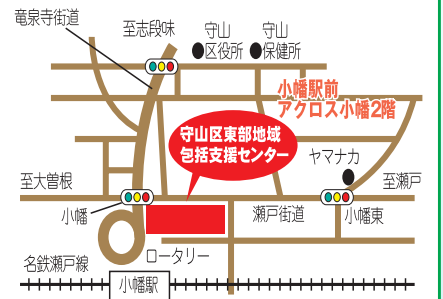 竜泉寺街道
至志段味
守山
区役所
守山
保健所
小幡駅前
アクロス小幡2階
守山区東部地域
包括支援センター
ヤマナカ
至大曽根
至瀬戸
小幡
瀬戸街道
小幡東
ロータリー
名鉄瀬戸線
小幡駅